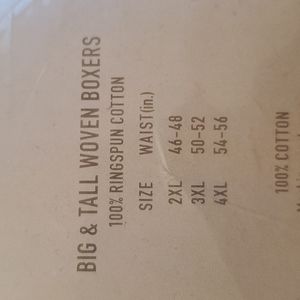 BIG & TALL WOVEN BOXERS
100% RINGSPUN COTTON
SIZE WAIST(in.)
2XL 46-48
3XL 50-52
4XL 54-56
100% COTTON